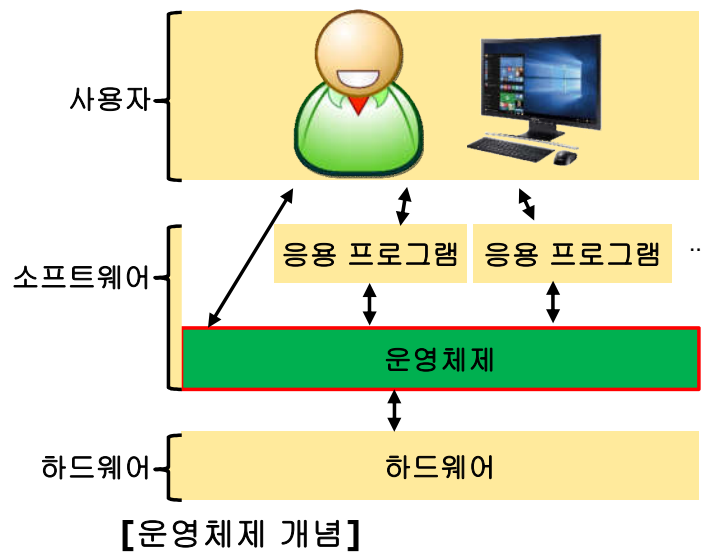 사용자
응용 프로그램
응용 프로그램
..
소프트웨어
운영체제
하드웨어
하드웨어
[운영체제 개념]